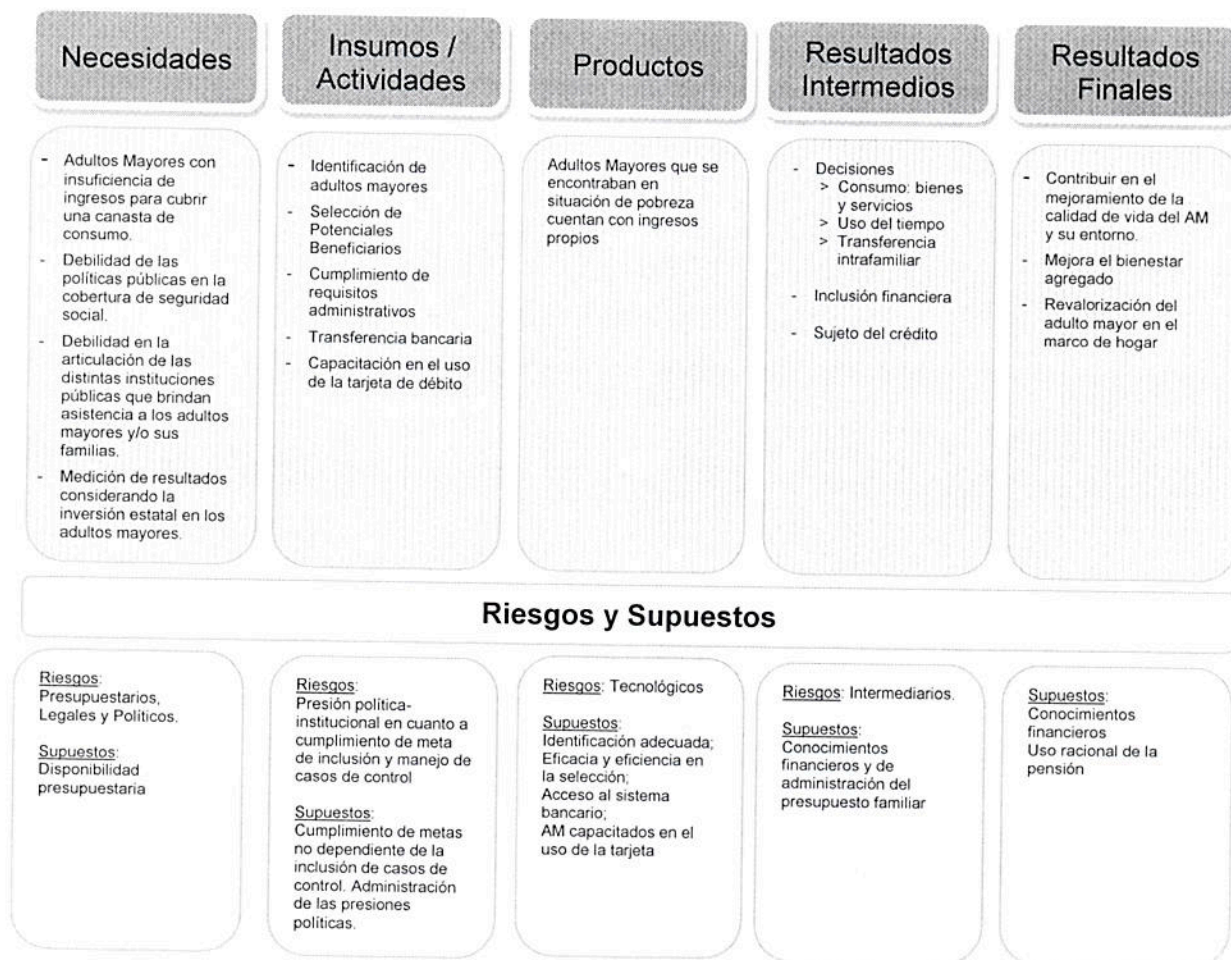 Necesidades
Insumos /
Actividades
Productos
Resultados
Intermedios
Resultados
Finales
- Adultos Mayores con
insuficiencia de
ingresos para cubrir
una canasta de
consumo.
- Debilidad de las
políticas públicas en la
cobertura de seguridad
social.
- Debilidad en la
articulación de las
distintas instituciones
públicas que brindan
asistencia a los adultos
mayores y/o sus
familias.
- Medición de resultados
considerando la
inversión estatal en los
adultos mayores.
- Identificación de
adultos mayores
- Selección de
Potenciales
Beneficiarios
- Cumplimiento de
requisitos
administrativos
- Transferencia bancaria
- Capacitación en el uso
de la tarjeta de débito
Adultos Mayores que se
encontraban en
situación de pobreza
cuentan con ingresos
propios
- Decisiones
> Consumo: bienes
y servicios
> Uso del tiempo
> Transferencia
intrafamiliar
- Inclusión financiera
- Sujeto del crédito
- Contribuir en el
mejoramiento de la
calidad de vida del AM
y su entorno.
- Mejora el bienestar
agregado
- Revalorización del
adulto mayor en el
marco de hogar
Riesgos y Supuestos
Riesgos:
Presupuestarios,
Legales y Políticos.
Supuestos:
Disponibilidad
presupuestaria
Riesgos:
Presión política-
institucional en cuanto a
cumplimiento de meta
de inclusión y manejo de
casos de control
Supuestos:
Cumplimiento de metas
no dependiente de la
inclusión de casos de
control. Administración
de las presiones
políticas.
Riesgos: Tecnológicos
Supuestos:
Identificación adecuada;
Eficacia y eficiencia en
la selección;
Acceso al sistema
bancario;
AM capacitados en el
uso de la tarjeta
Riesgos: Intermediarios.
Supuestos:
Conocimientos
financieros y de
administración del
presupuesto familiar
Supuestos:
Conocimientos
financieros
Uso racional de la
pensión